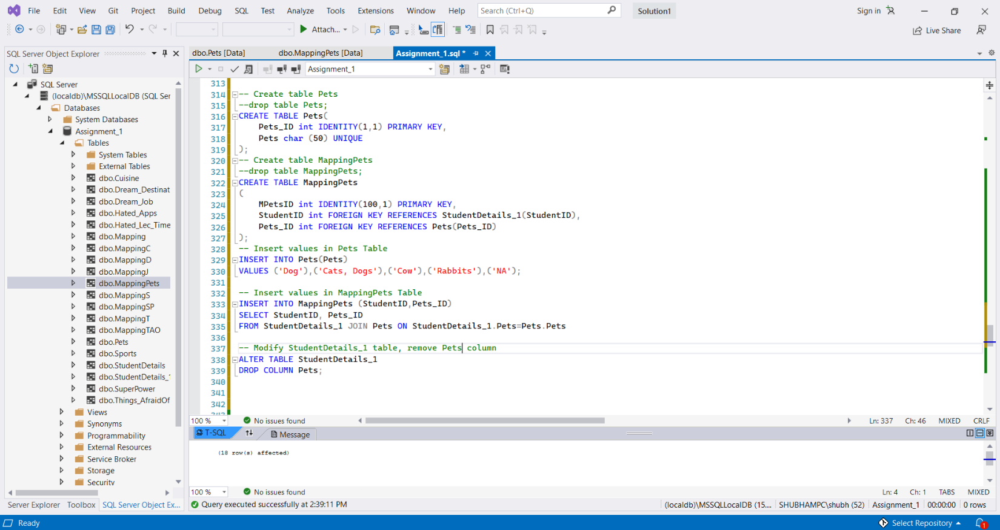 File Edit View Git Project Build Debug SQL Test Analyze Tools Extensions Window Help Search (Ctrl+Q) Solution1 Sign in
Attach... Live Share
SQL Server Object Explorer
dbo.Pets [Data] dbo.MappingPets [Data] Assignment_1.sql*
Assignment_1
SQL Server
(localdb)\MSSQLLocalDB (SQL Ser
Databases
System Databases
Assignment_1
Tables
System Tables
External Tables
dbo.Cuisine
dbo.Dream_Destinat
dbo.Dream_Job
dbo.Hated_Apps
dbo.Hated_Lec_Time
dbo.Mapping
dbo.MappingC
dbo.MappingD
dbo.MappingJ
dbo.MappingPets
dbo.MappingS
dbo.MappingSP
dbo.MappingT
dbo.MappingTAO
dbo.Pets
dbo.Sports
dbo.StudentDetails
dbo.StudentDetails_1
dbo.SuperPower
dbo.Things_AfraidOf
Views
Synonyms
Programmability
External Resources
Service Broker
Storage
Security
Server Explorer Toolbox SQL Server Object Ex...
313
314 -- Create table Pets
315 --drop table Pets;
316 CREATE TABLE Pets(
317 Pets_ID int IDENTITY(1,1) PRIMARY KEY,
318 Pets char (50) UNIQUE
319 );
320 -- Create table MappingPets
321 --drop table MappingPets;
322 CREATE TABLE MappingPets
323 (
324 MPetsID int IDENTITY(100,1) PRIMARY KEY,
325 StudentID int FOREIGN KEY REFERENCES StudentDetails_1(StudentID),
326 Pets_ID int FOREIGN KEY REFERENCES Pets(Pets_ID)
327 );
328 -- Insert values in Pets Table
329 INSERT INTO Pets(Pets)
330 VALUES ('Dog'),('Cats, Dogs'),('Cow'),('Rabbits'),('NA');
331
332 -- Insert values in MappingPets Table
333 INSERT INTO MappingPets (StudentID,Pets_ID)
334 SELECT StudentID, Pets_ID
335 FROM StudentDetails_1 JOIN Pets ON StudentDetails_1.Pets=Pets.Pets
336
337 -- Modify StudentDetails_1 table, remove Pets column
338 ALTER TABLE StudentDetails_1
339 DROP COLUMN Pets;
340
341
342
100 % No issues found Ln: 337 Ch: 46 MIXED CRLF
T-SQL Message
(18 row(s) affected)
100 % No issues found Ln: 4 Ch: 1 TABS MIXED
Query executed successfully at 2:39:11 PM (localdb)\MSSQLLocalDB (15.... SHUBHAMPC\shubh (52) Assignment_1 00:00:00 0 rows
Ready Select Repository 1